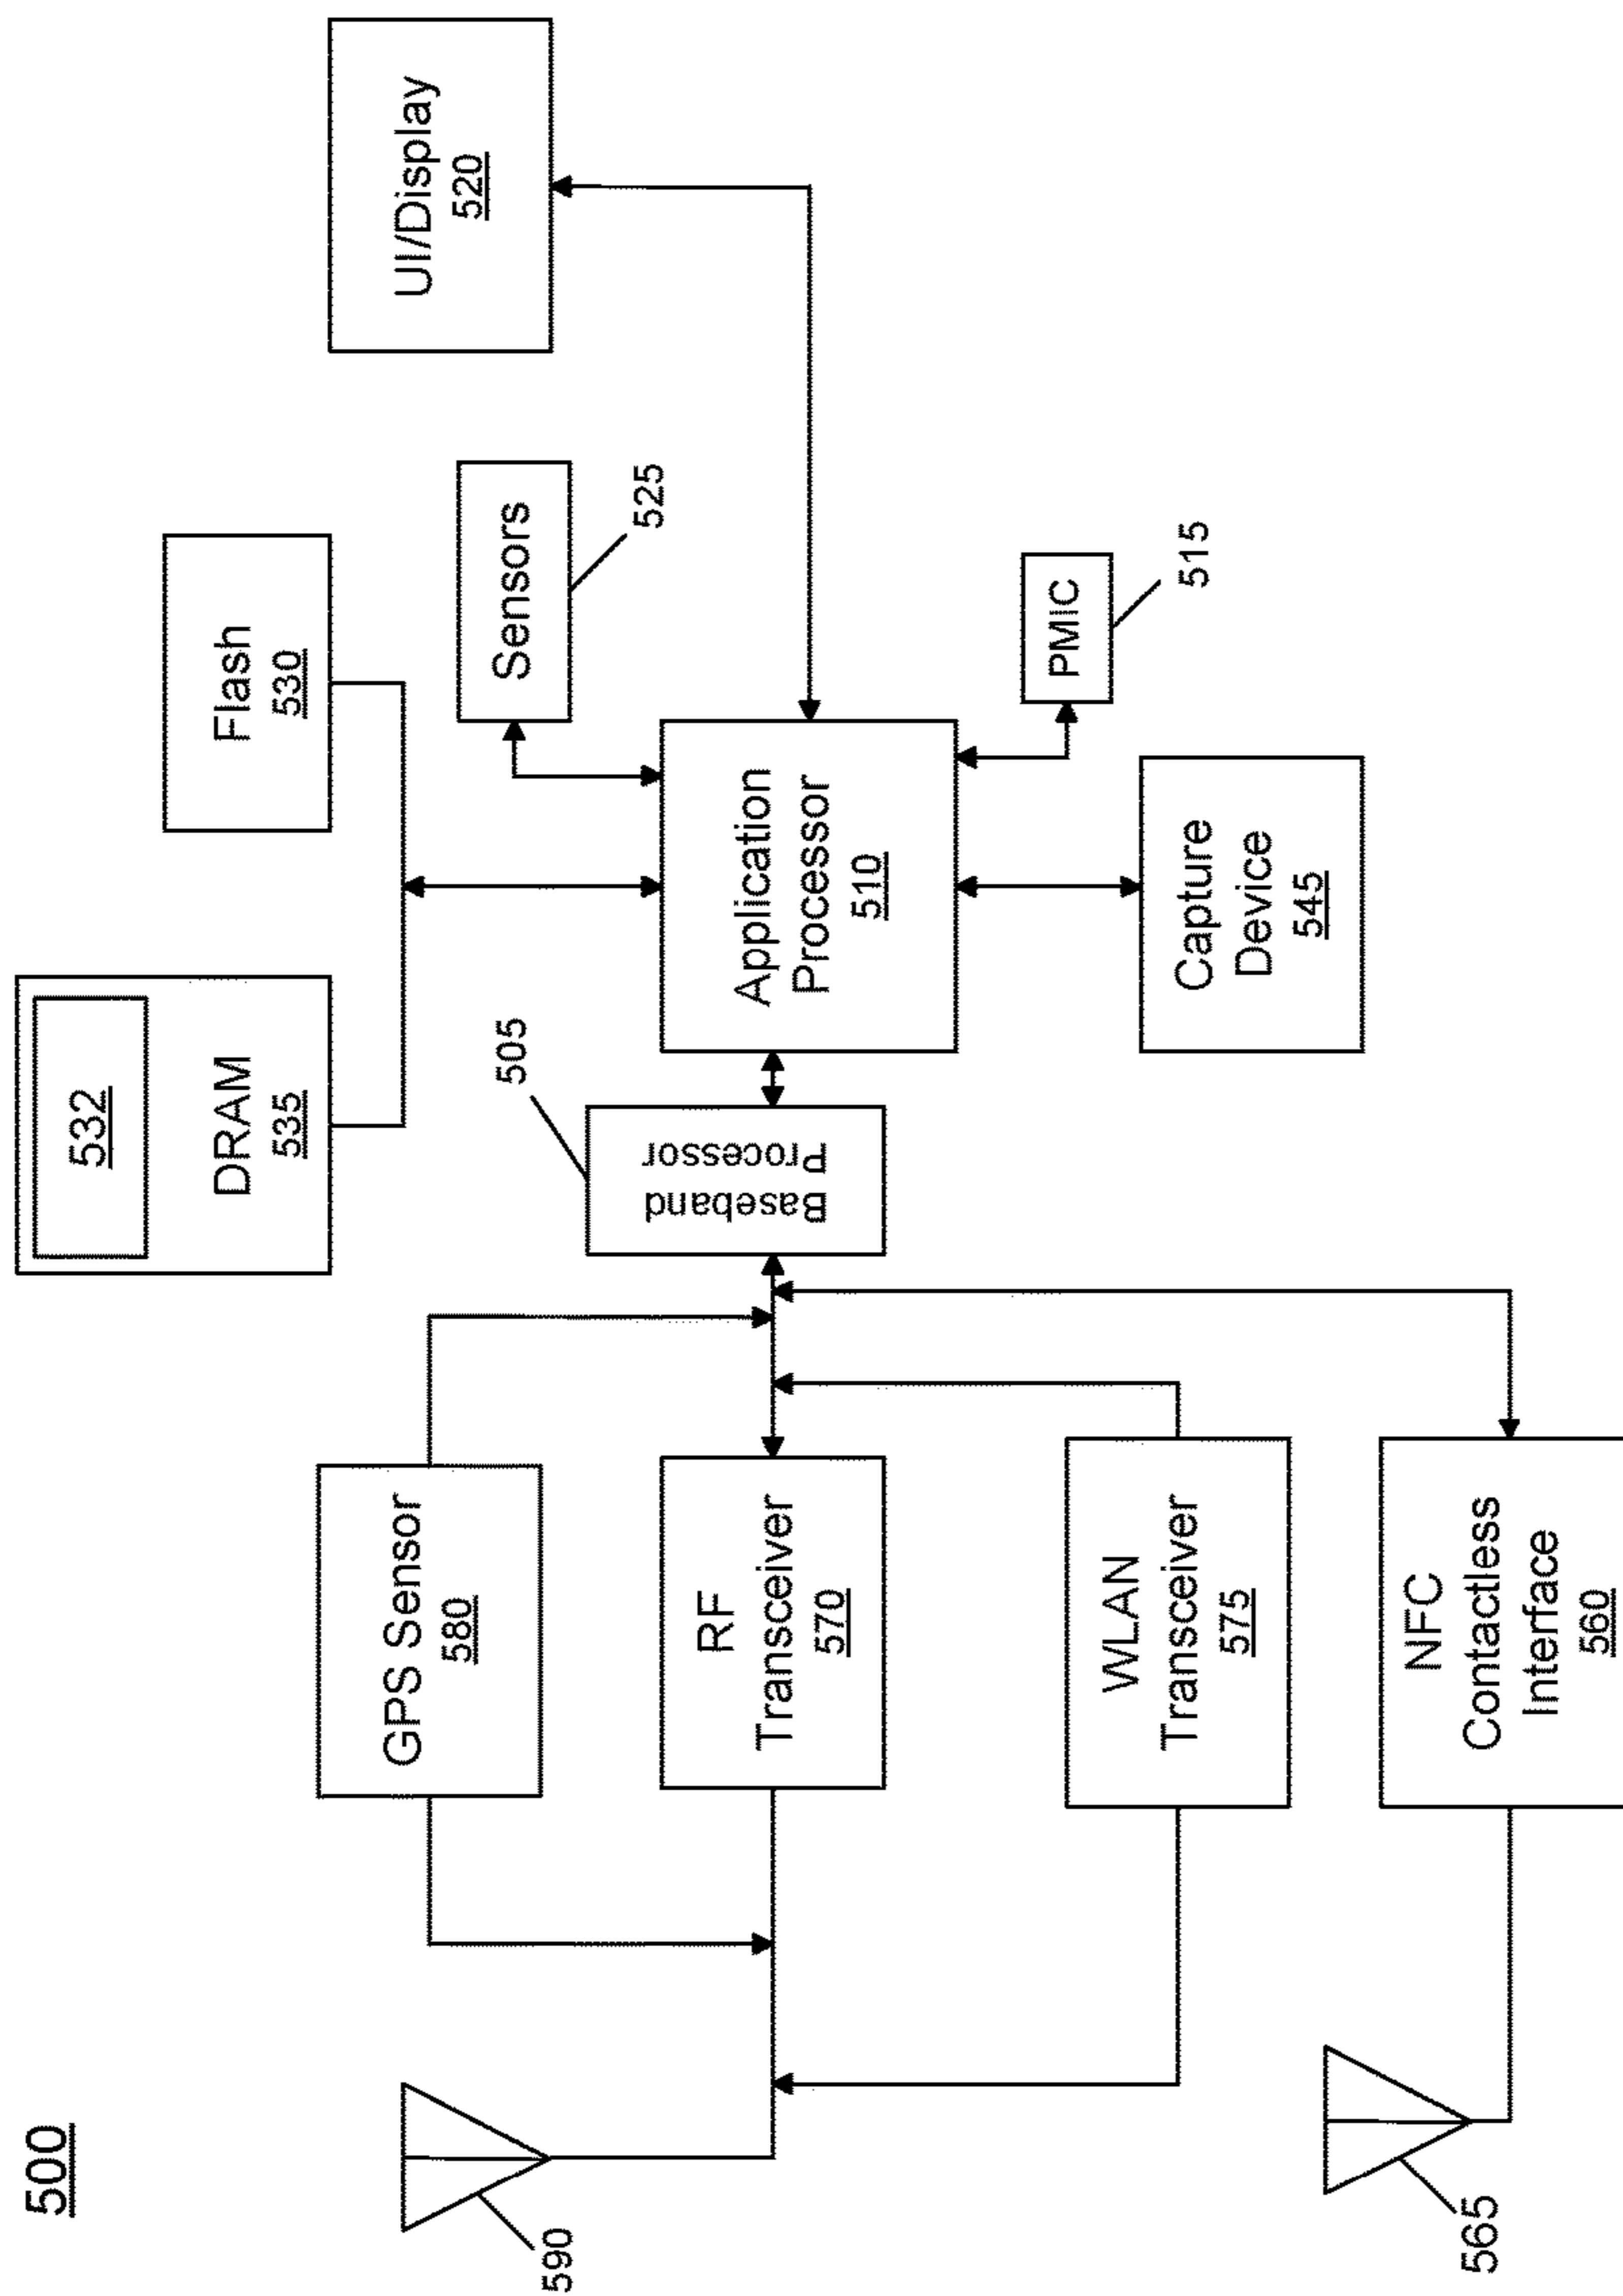 500
532
DRAM
535
Flash
530
UI/Display
520
Sensors
525
505
Baseband
Processor
Application
Processor
510
PMIC
515
Capture
Device
545
GPS Sensor
580
RF
Transceiver
570
WLAN
Transceiver
575
NFC
Contactless
Interface
560
590
565